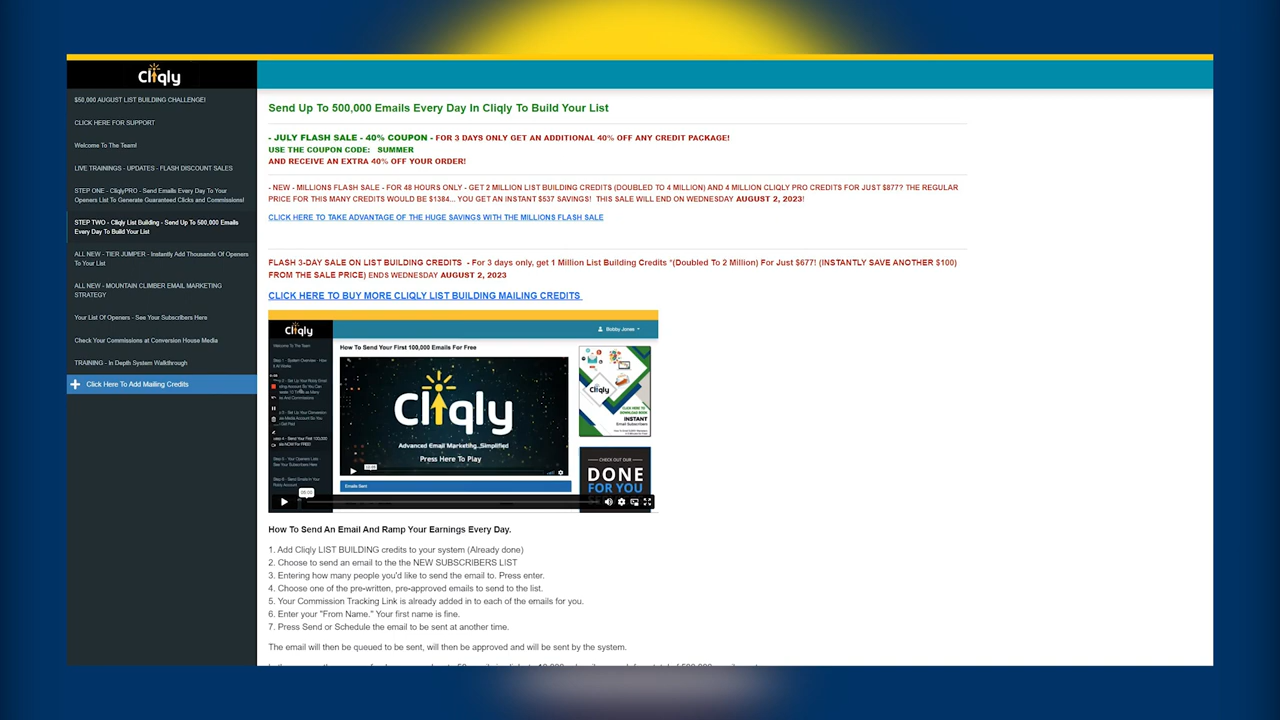 Cliqly
$50,000 AUGUST LIST BUILDING CHALLENGE!
CLICK HERE FOR SUPPORT
Welcome To The Team!
LIVE TRAININGS - UPDATES - FLASH DISCOUNT SALES
STEP ONE - CliqlyPRO - Send Emails Every Day To Your
Openers List To Generate Guaranteed Clicks and Commissions!
STEP TWO - Cliqly List Building - Send Up To 500,000 Emails
Every Day To Build Your List
ALL NEW - TIER JUMPER - Instantly Add Thousands Of Openers
To Your List
ALL NEW - MOUNTAIN CLIMBER EMAIL MARKETING
STRATEGY
Your List Of Openers - See Your Subscribers Here
Check Your Commissions at Conversion House Media
TRAINING - In Depth System Walkthrough
Click Here To Add Mailing Credits
Send Up To 500,000 Emails Every Day In Cliqly To Build Your List
- JULY FLASH SALE - 40% COUPON - FOR 3 DAYS ONLY GET AN ADDITIONAL 40% OFF ANY CREDIT PACKAGE!
USE THE COUPON CODE: SUMMER
AND RECEIVE AN EXTRA 40% OFF YOUR ORDER!
- NEW - MILLIONS FLASH SALE - FOR 48 HOURS ONLY - GET 2 MILLION LIST BUILDING CREDITS (DOUBLED TO 4 MILLION) AND 4 MILLION CLIQLY PRO CREDITS FOR JUST $877? THE REGULAR
PRICE FOR THIS MANY CREDITS WOULD BE $1384... YOU GET AN INSTANT $537 SAVINGS! THIS SALE WILL END ON WEDNESDAY AUGUST 2, 2023!
CLICK HERE TO TAKE ADVANTAGE OF THE HUGE SAVINGS WITH THE MILLIONS FLASH SALE
FLASH 3-DAY SALE ON LIST BUILDING CREDITS - For 3 days only, get 1 Million List Building Credits *(Doubled To 2 Million) For Just $677! (INSTANTLY SAVE ANOTHER $100)
FROM THE SALE PRICE) ENDS WEDNESDAY AUGUST 2, 2023
CLICK HERE TO BUY MORE CLIQLY LIST BUILDING MAILING CREDITS
Cliqly
Bobby Jones
Welcome To The Team
How To Send Your First 100,000 Emails For Free
Cliqly
Advanced Email Marketing..Simplified
Press Here To Play
Emails Sent
Cliqly
INSTANT
Email Subscribers
CHECK OUT OUR
DONE
FOR YOU
How To Send An Email And Ramp Your Earnings Every Day.
1. Add Cliqly LIST BUILDING credits to your system (Already done)
2. Choose to send an email to the the NEW SUBSCRIBERS LIST
3. Entering how many people you'd like to send the email to. Press enter.
4. Choose one of the pre-written, pre-approved emails to send to the list.
5. Your Commission Tracking Link is already added in to each of the emails for you.
6. Enter your "From Name." Your first name is fine.
7. Press Send or Schedule the email to be sent at another time.
The email will then be queued to be sent, will then be approved and will be sent by the system.